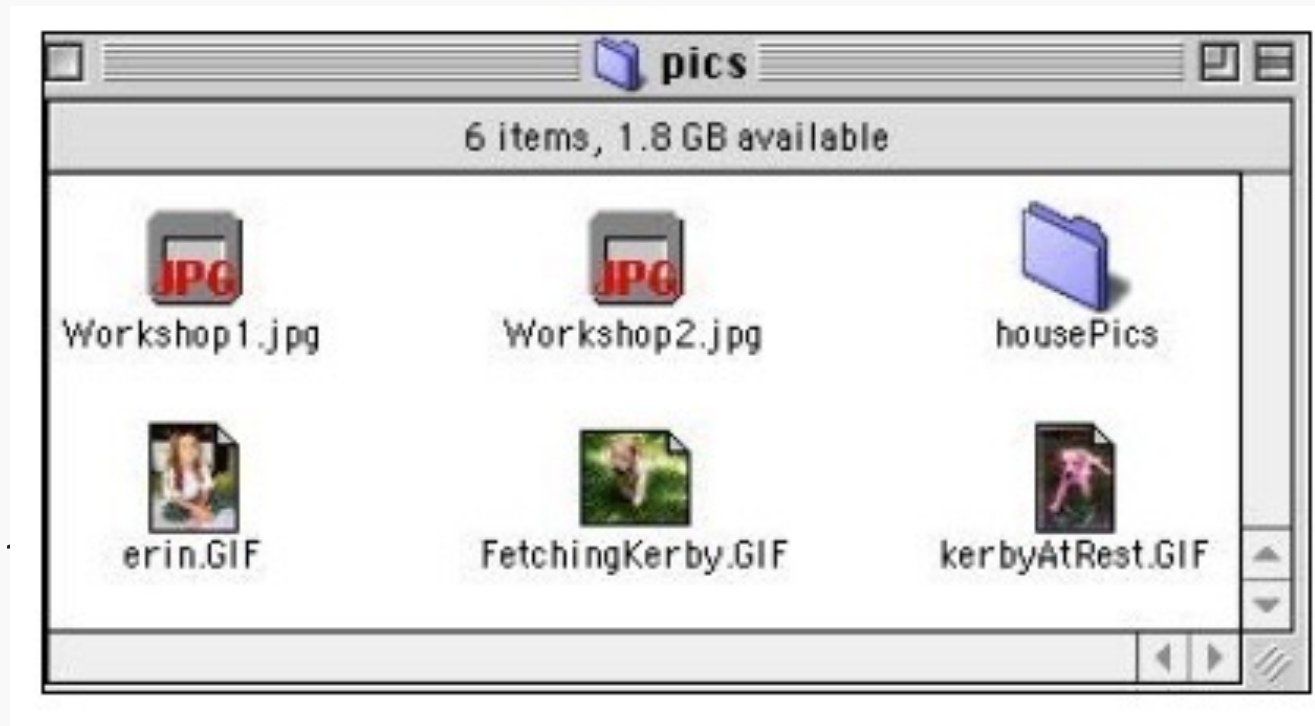 pics
6 items, 1.8 GB available
JPG JPG
Workshop1.jpg Workshop2.jpg housePics
erin.GIF FetchingKerby.GIF kerbyAtRest.GIF